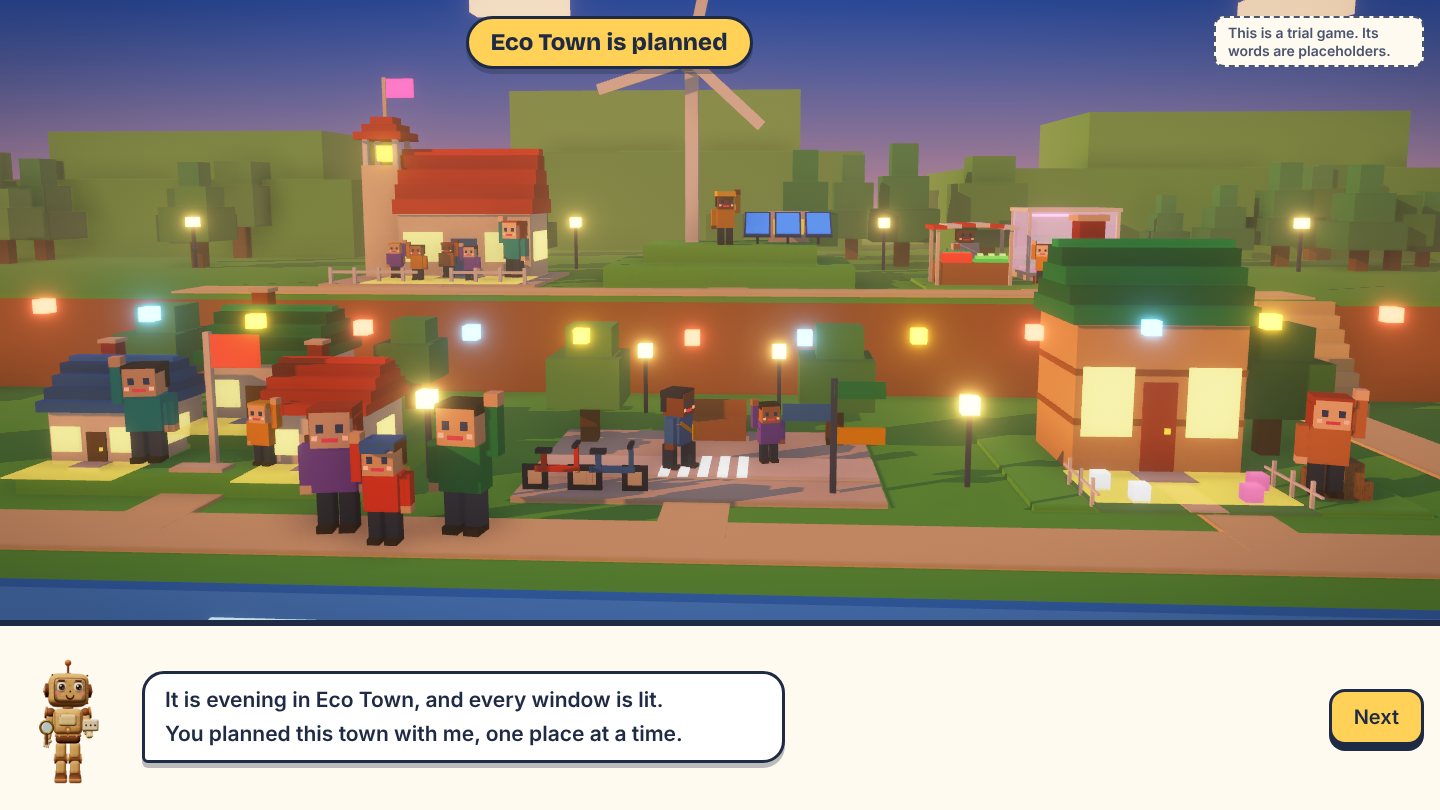 Eco Town is planned
This is a trial game. Its
words are placeholders.
It is evening in Eco Town, and every window is lit.
You planned this town with me, one place at a time.
Next